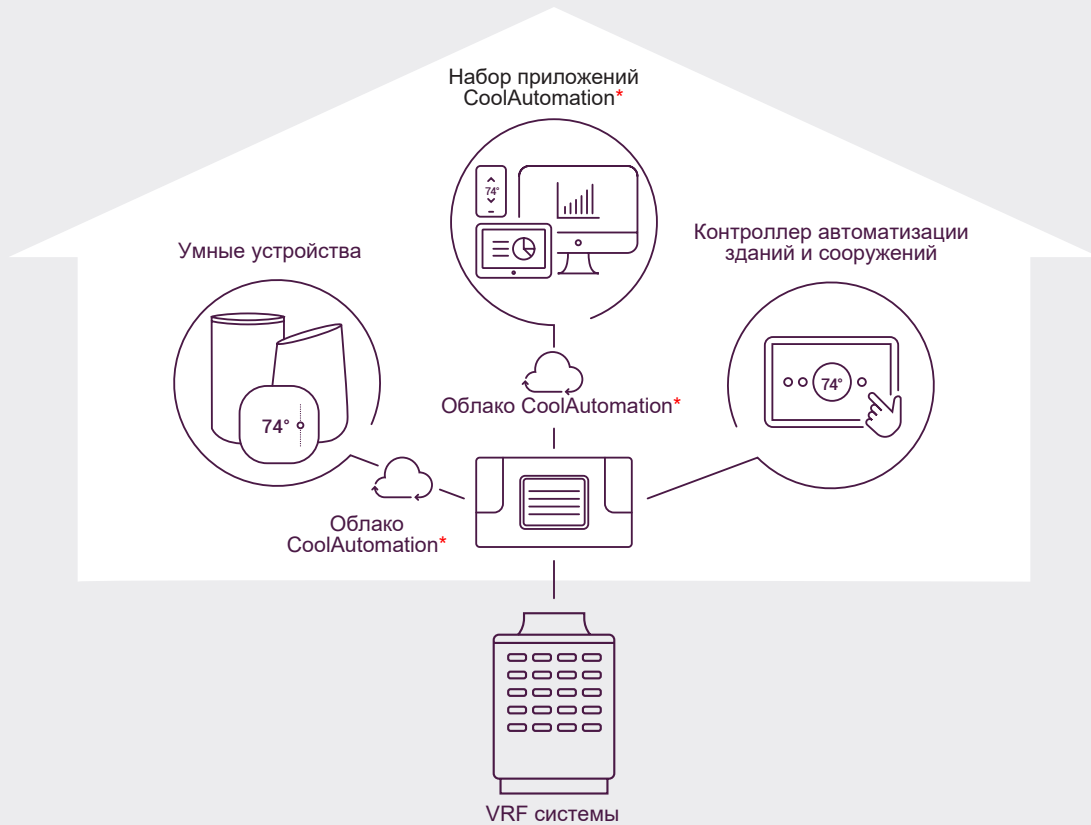 Набор приложений
CoolAutomation*
74°
Умные устройства
Контроллер автоматизации
зданий и сооружений
74°
74°
Облако CoolAutomation*
Облако
CoolAutomation*
VRF системы